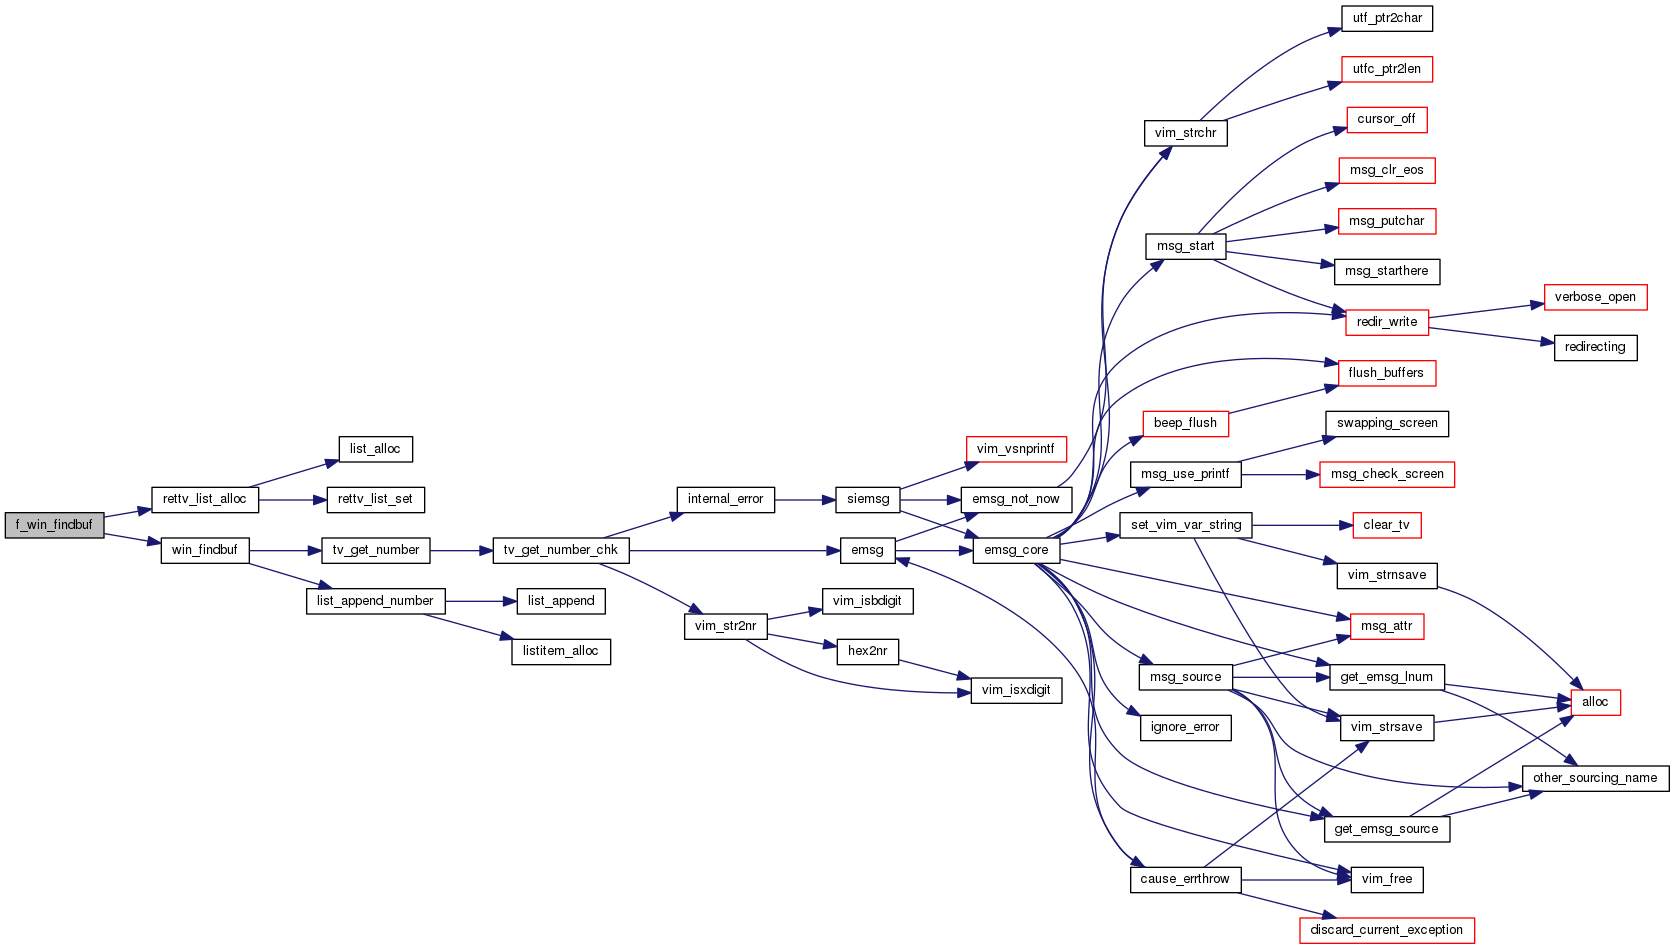 utf_ptr2char
utfc_ptr2len
cursor_off
vim_strchr
msg_clr_eos
msg_putchar
msg_start
msg_starthere
verbose_open
redir_write
redirecting
flush_buffers
beep_flush
swapping_screen
list_alloc
vim_vsnprintf
msg_use_printf
msg_check_screen
rettv_list_alloc
rettv_list_set
internal_error
siemsg
emsg_not_now
f_win_findbuf
set_vim_var_string
clear_tv
win_findbuf
tv_get_number
tv_get_number_chk
emsg
emsg_core
vim_strnsave
list_append_number
list_append
vim_isbdigit
vim_str2nr
msg_attr
listitem_alloc
hex2nr
msg_source
get_emsg_lnum
vim_isxdigit
alloc
ignore_error
vim_strsave
other_sourcing_name
get_emsg_source
cause_errthrow
vim_free
discard_current_exception